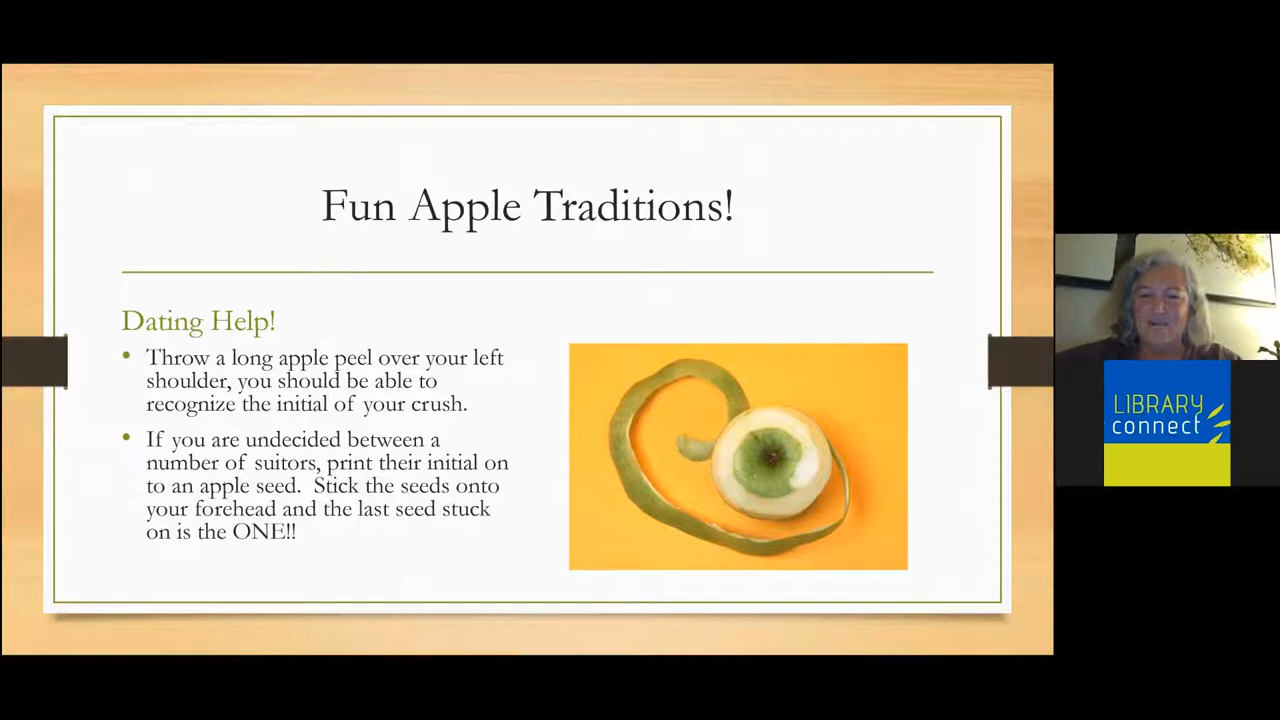 Fun Apple Traditions!
Dating Help!
• Throw a long apple peel over your left
shoulder, you should be able to
recognize the initial of your crush.
• If you are undecided between a
number of suitors, print their initial on
to an apple seed. Stick the seeds onto
your forehead and the last seed stuck
on is the ONE!!
LIBRARY
connect